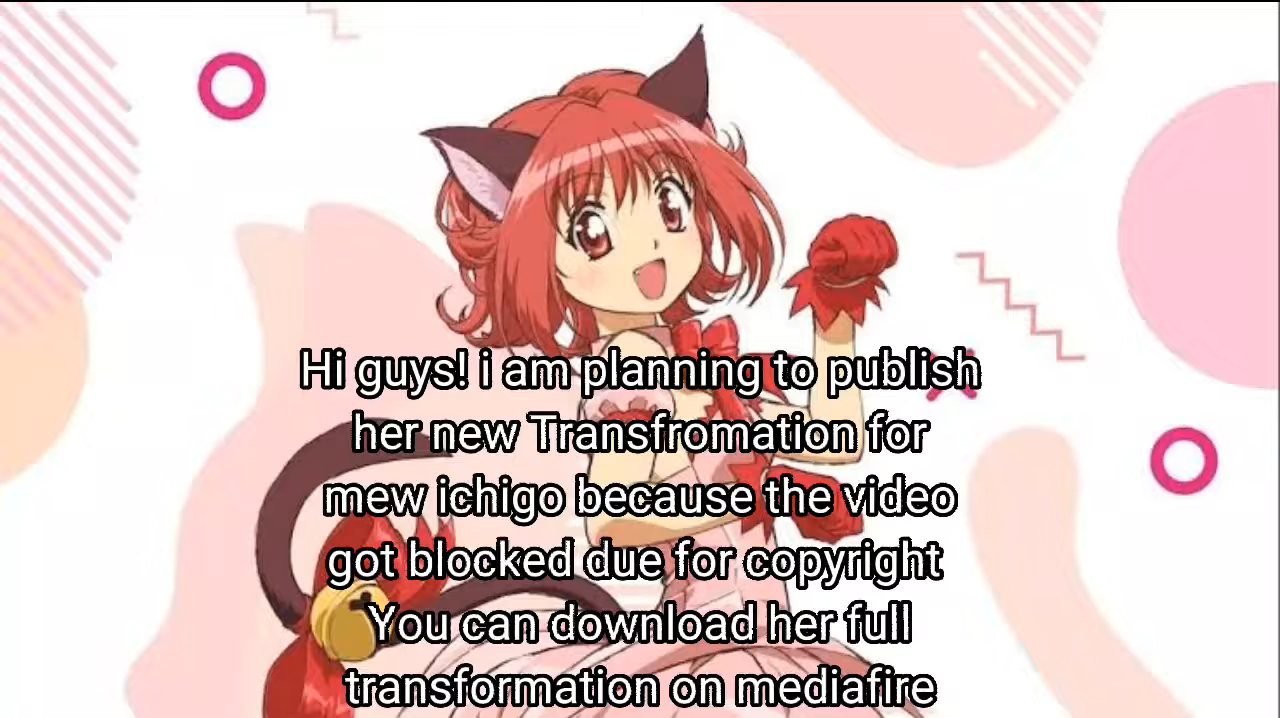 Hi guys! i am planning to publish
her new Transfromation for
mew ichigo because the video
got blocked due for copyright
You can download her full
transformation on mediafire